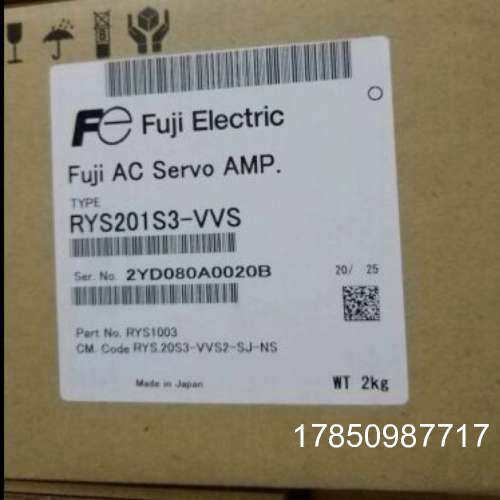 Fe Fuji Electric
Fuji AC Servo AMP.
TYPE
RYS201S3-VVS
Ser. No. 2YD080A0020B
20/ 25
Part No. RYS1003
CM. Code RYS.20S3-VVS2-SJ-NS
Made in Japan
WT 2kg
17850987717